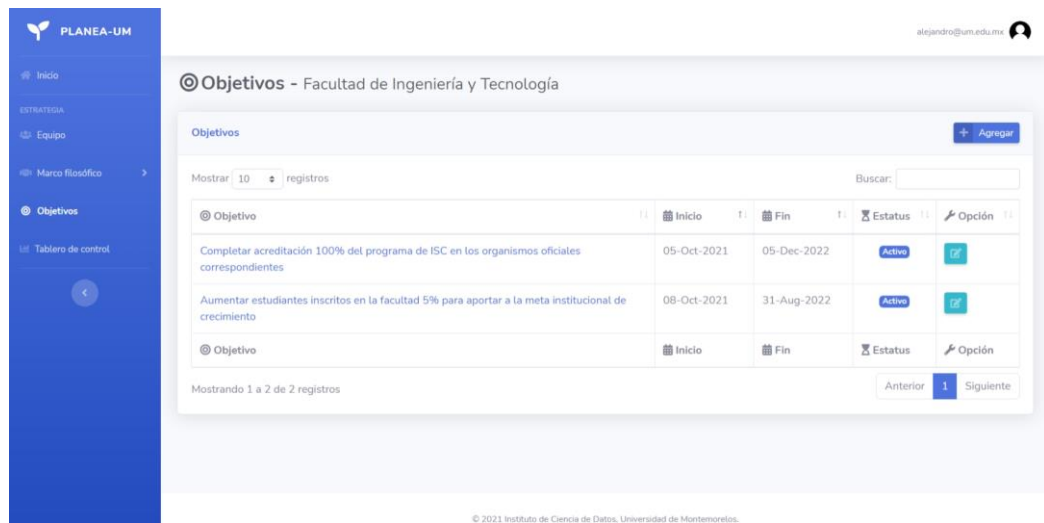 PLANEA-UM
alejandro@um.edu.mx
Inicio
ESTRATEGIA
Equipo
Marco filosófico
Objetivos
Tablero de control
Objetivos - Facultad de Ingeniería y Tecnología
Objetivos
+ Agregar
Mostrar 10 registros
Buscar:
Objetivo Inicio Fin Estatus Opción
Completar acreditación 100% del programa de ISC en los organismos oficiales
correspondientes
05-Oct-2021 05-Dec-2022 Activo
Aumentar estudiantes inscritos en la facultad 5% para aportar a la meta institucional de
crecimiento
08-Oct-2021 31-Aug-2022 Activo
Objetivo Inicio Fin Estatus Opción
Mostrando 1 a 2 de 2 registros
Anterior 1 Siguiente
© 2021 Instituto de Ciencia de Datos. Universidad de Montemorelos.